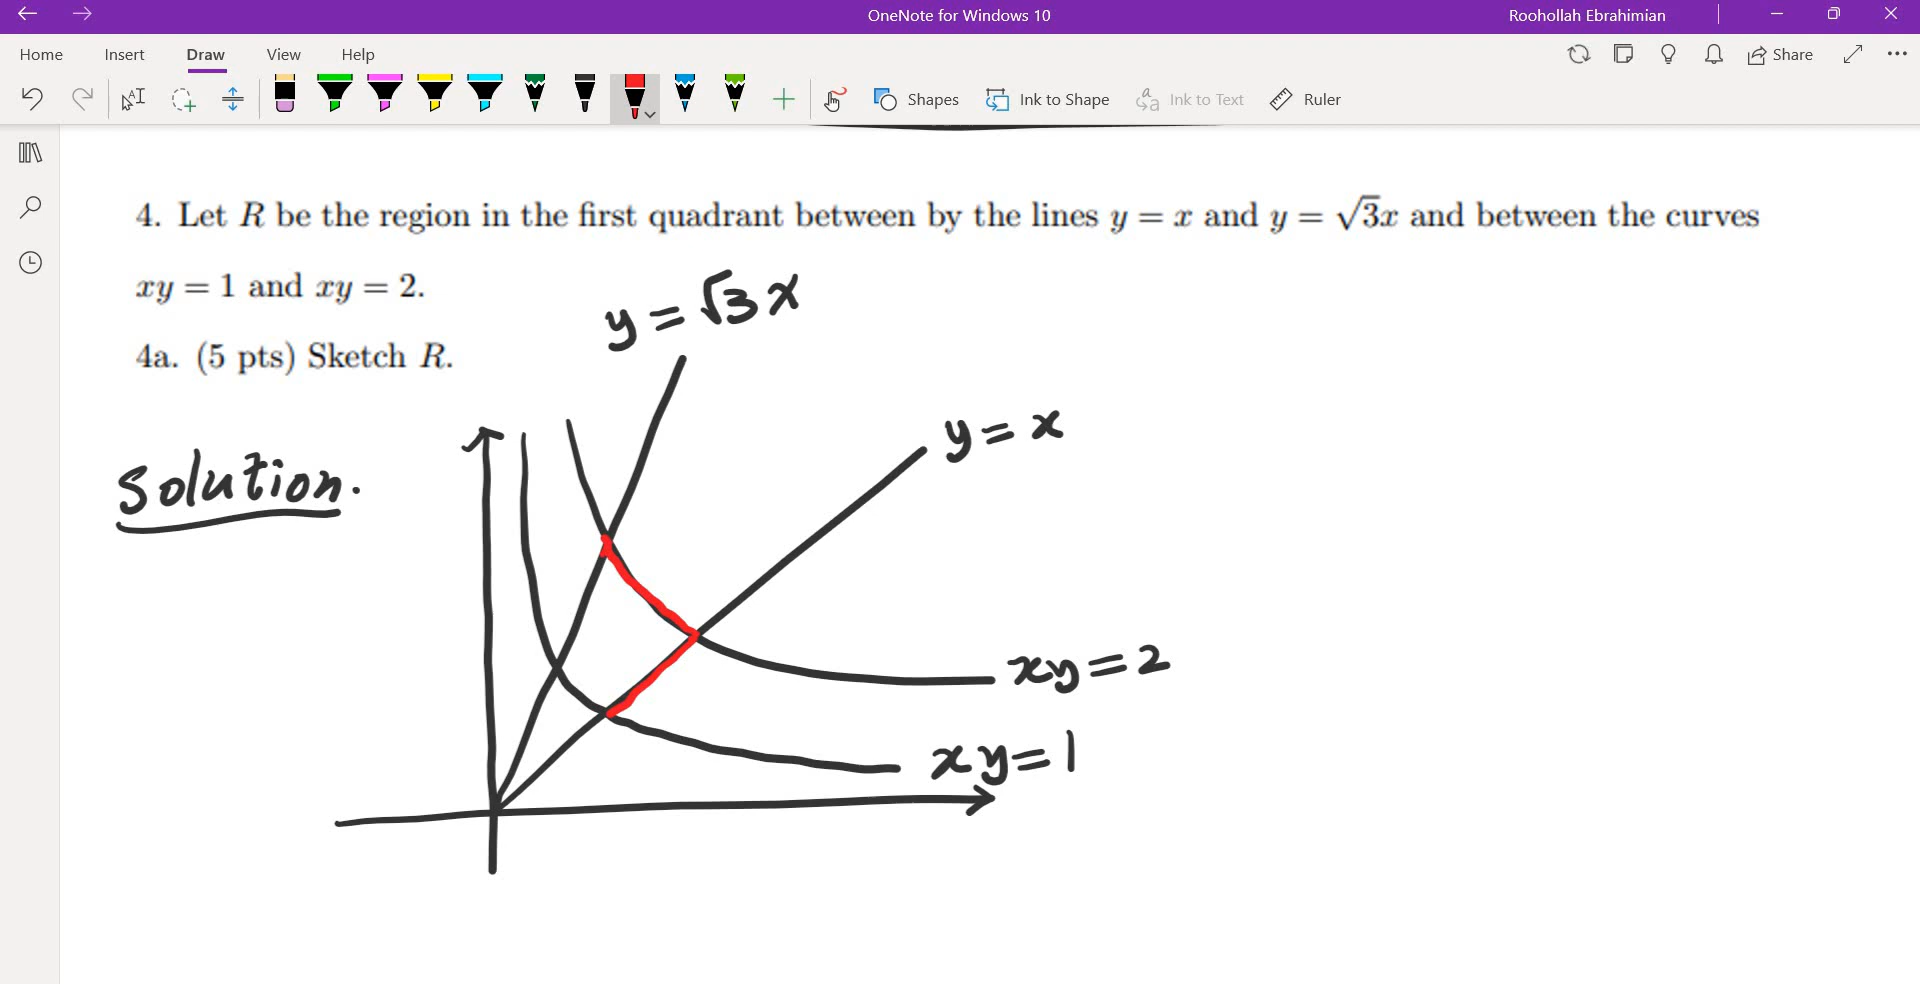 OneNote for Windows 10
Roohollah Ebrahimian
Home Insert Draw View Help
Share
Shapes Ink to Shape Ink to Text Ruler
4. Let R be the region in the first quadrant between by the lines y = x and y = √3x and between the curves
xy = 1 and xy = 2.
y = √3 x
4a. (5 pts) Sketch R.
y = x
Solution.
xy = 2
xy = 1